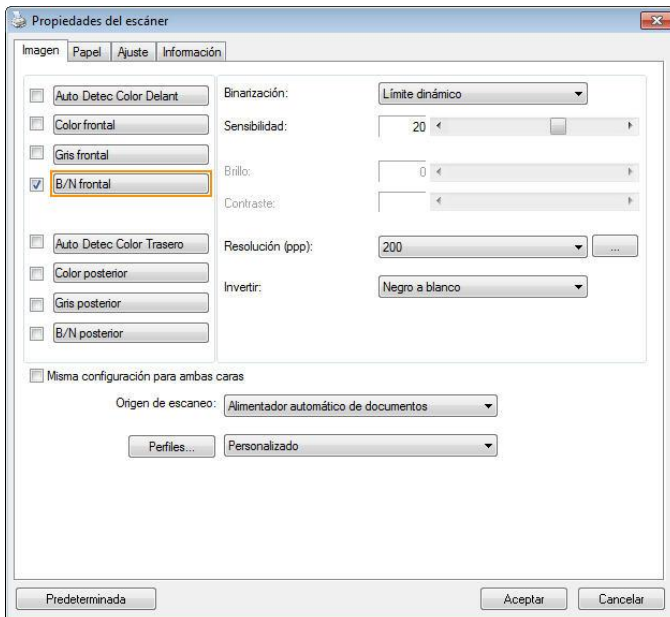 Propiedades del escáner
Imagen Papel Ajuste Información
Auto Detec Color Delant
Color frontal
Gris frontal
B/N frontal
Auto Detec Color Trasero
Color posterior
Gris posterior
B/N posterior
Binarización: Límite dinámico
Sensibilidad: 20
Brillo: 0
Contraste:
Resolución (ppp): 200 ...
Invertir: Negro a blanco
Misma configuración para ambas caras
Origen de escaneo: Alimentador automático de documentos
Perfiles... Personalizado
Predeterminada Aceptar Cancelar